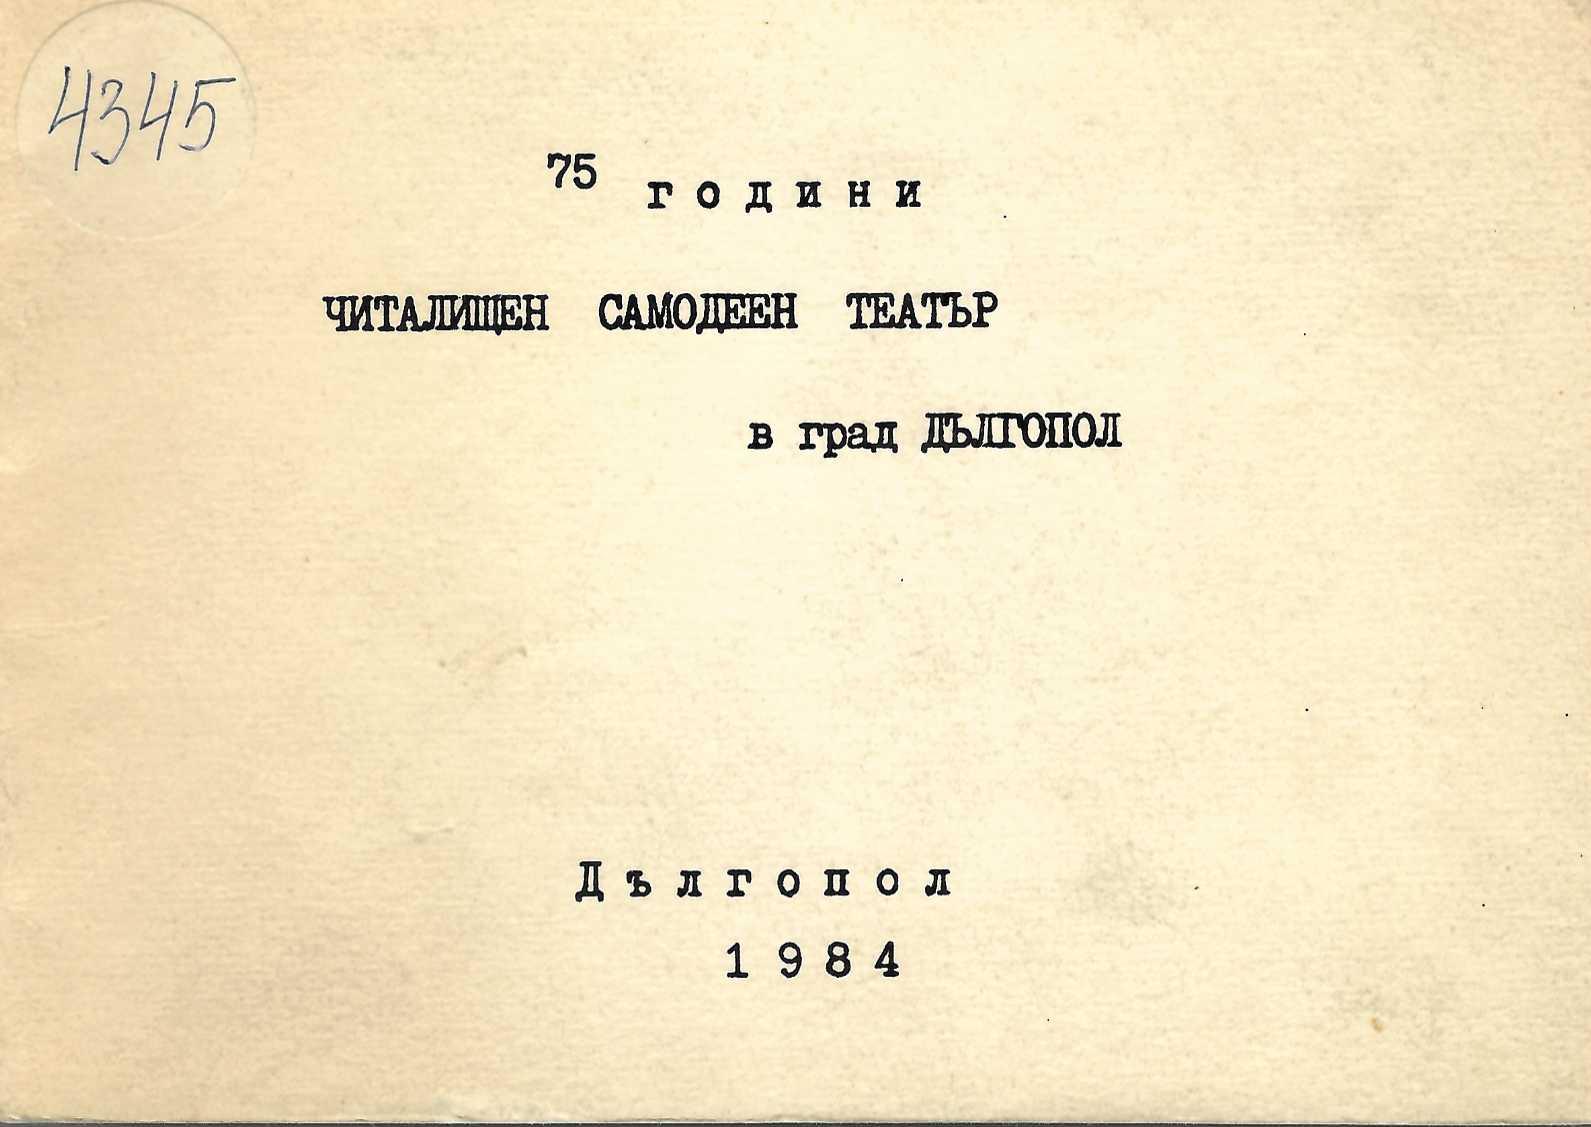 4345
75 години
ЧИТАЛИЩЕН САМОДЕЕН ТЕАТЪР
в град ДЪЛГОПОЛ
Дългопол
1984